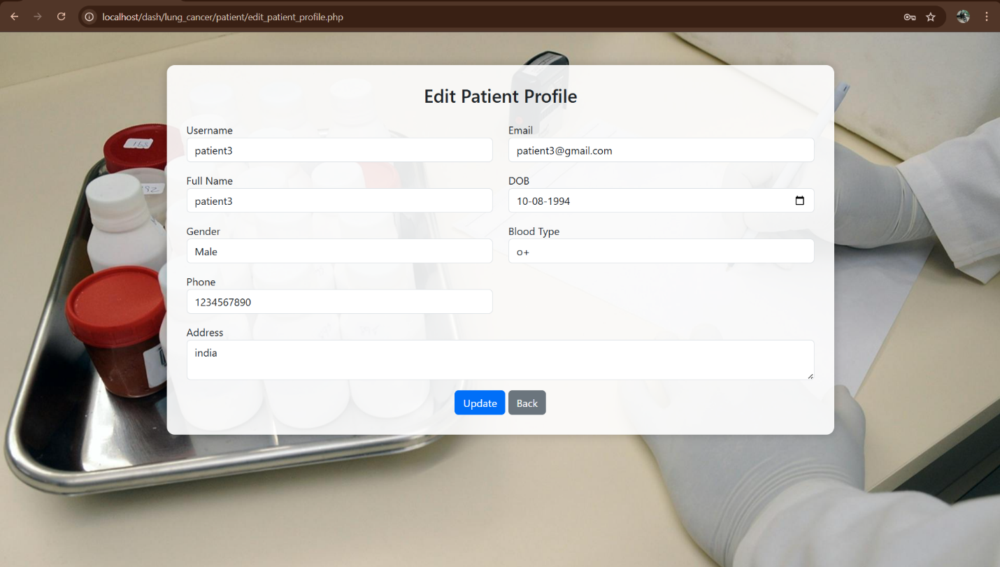 localhost/dash/lung_cancer/patient/edit_patient_profile.php
Edit Patient Profile
Username
Email
patient3
patient3@gmail.com
Full Name
DOB
patient3
10-08-1994
Gender
Blood Type
Male
o+
Phone
1234567890
Address
india
Update Back